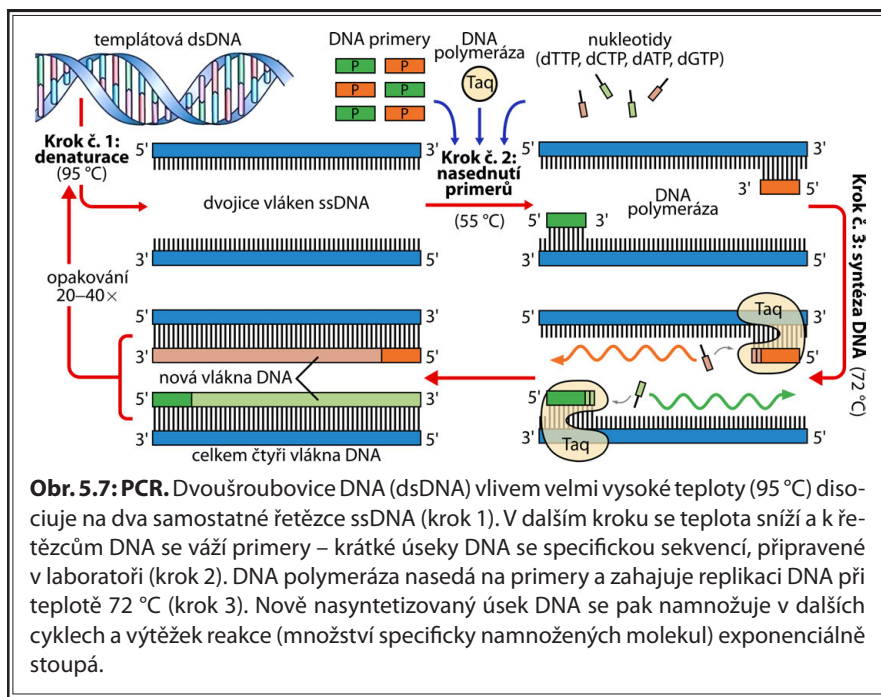 templátová dsDNA
DNA primery
DNA
polymeráza
nukleotidy
(dTTP, dCTP, dATP, dGTP)
P P
P P
P P
Taq
Krok č. 1:
denaturace
(95 °C)
5' 3'
dvojice vláken ssDNA
3' 5'
Krok č. 2:
nasednutí
primerů
(55 °C)
5' 3'
3' 5'
DNA
polymeráza
5' 3'
3' 5'
Krok č. 3: syntéza DNA (72 °C)
opakování
20–40×
5' 3'
3' 5'
nová vlákna DNA
5' 3'
3' 5'
celkem čtyři vlákna DNA
5' Taq 3'
5'
5'
3' Taq 5'
Obr. 5.7: PCR. Dvoušroubovice DNA (dsDNA) vlivem velmi vysoké teploty (95 °C) diso-
ciuje na dva samostatné řetězce ssDNA (krok 1). V dalším kroku se teplota sníží a k ře-
tězcům DNA se váží primery – krátké úseky DNA se specifickou sekvencí, připravené
v laboratoři (krok 2). DNA polymeráza nasedá na primery a zahajuje replikaci DNA při
teplotě 72 °C (krok 3). Nově nasyntetizovaný úsek DNA se pak namnožuje v dalších
cyklech a výtěžek reakce (množství specificky namnožených molekul) exponenciálně
stoupá.